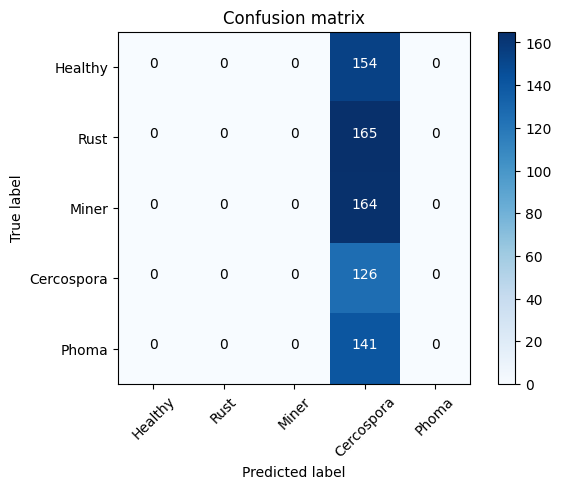 Confusion matrix
Healthy 0 0 0 154 0
Rust 0 0 0 165 0
Miner 0 0 0 164 0
Cercospora 0 0 0 126 0
Phoma 0 0 0 141 0
Healthy Rust Miner Cercospora Phoma
Predicted label
True label
160
140
120
100
80
60
40
20
0